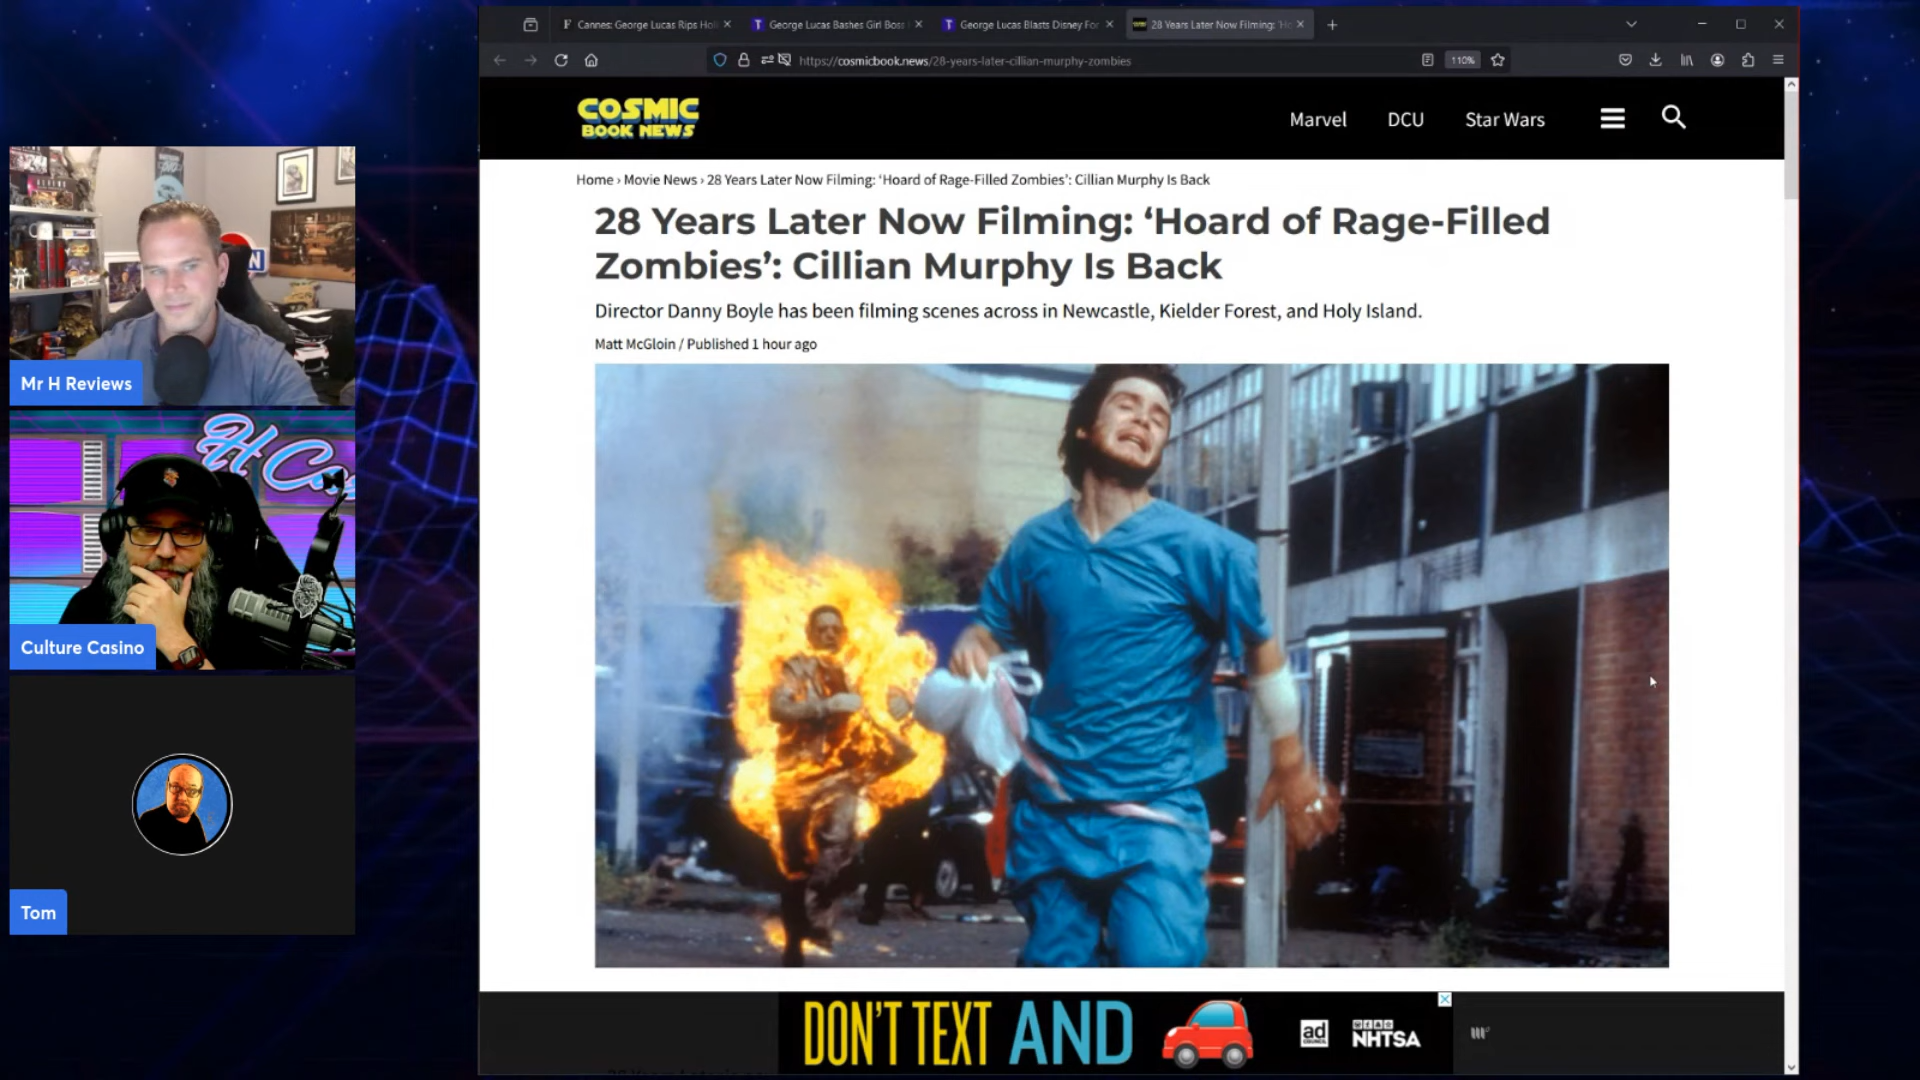 Cannes: George Lucas Rips Holl
George Lucas Bashes Girl Boss
George Lucas Blasts Disney For
28 Years Later Now Filming: 'Ho
https://cosmicbook.news/28-years-later-cillian-murphy-zombies
110%
COSMIC
BOOK NEWS
Marvel
DCU
Star Wars
Home › Movie News › 28 Years Later Now Filming: ‘Hoard of Rage-Filled Zombies’: Cillian Murphy Is Back
28 Years Later Now Filming: ‘Hoard of Rage-Filled
Zombies’: Cillian Murphy Is Back
Director Danny Boyle has been filming scenes across in Newcastle, Kielder Forest, and Holy Island.
Matt McGloin / Published 1 hour ago
Mr H Reviews
Culture Casino
Tom
DON'T TEXT AND
ad
COUNCIL
NHTSA